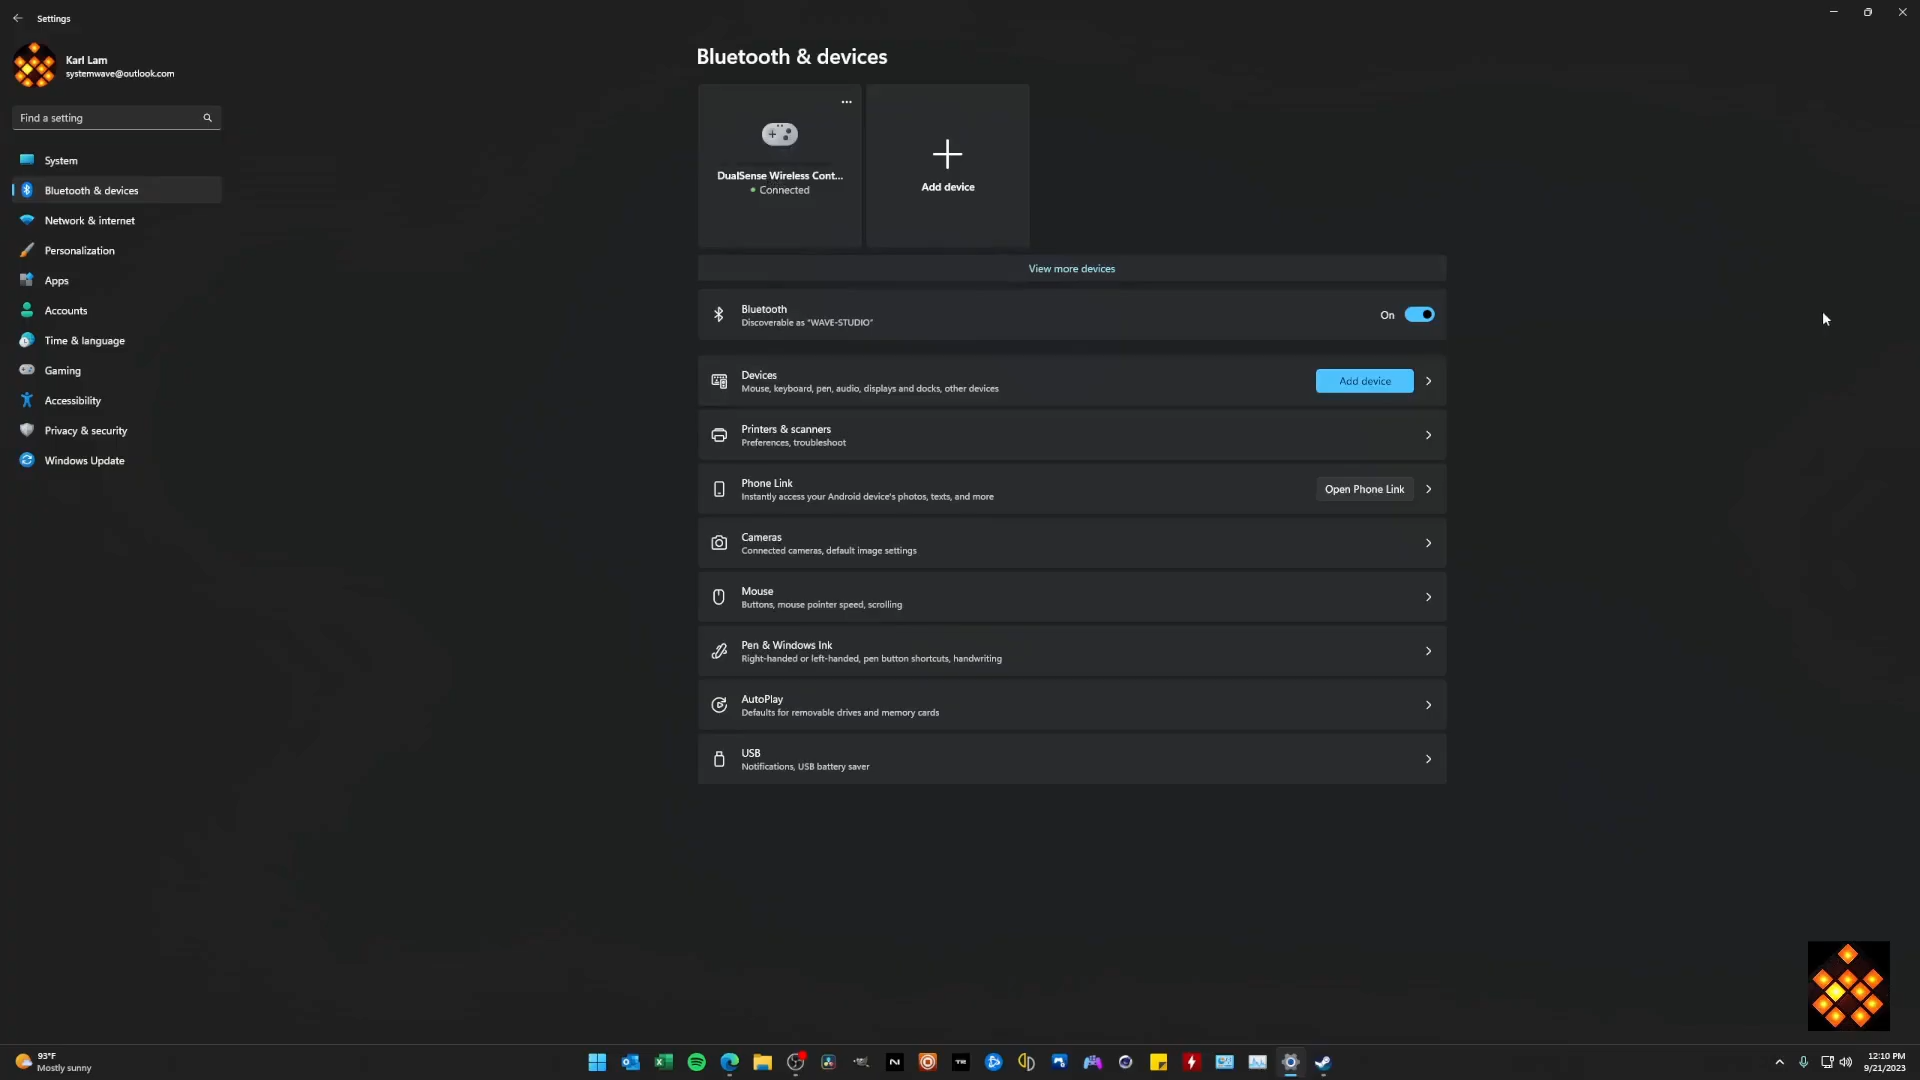 Settings
Karl Lam
systemwave@outlook.com
Find a setting
System
Bluetooth & devices
Network & internet
Personalization
Apps
Accounts
Time & language
Gaming
Accessibility
Privacy & security
Windows Update
Bluetooth & devices
DualSense Wireless Cont...
Connected
Add device
View more devices
Bluetooth
Discoverable as "WAVE-STUDIO"
On
Devices
Mouse, keyboard, pen, audio, displays and docks, other devices
Add device
Printers & scanners
Preferences, troubleshoot
Phone Link
Instantly access your Android device's photos, texts, and more
Open Phone Link
Cameras
Connected cameras, default image settings
Mouse
Buttons, mouse pointer speed, scrolling
Pen & Windows Ink
Right-handed or left-handed, pen button shortcuts, handwriting
AutoPlay
Defaults for removable drives and memory cards
USB
Notifications, USB battery saver
93°F
Mostly sunny
12:10 PM
9/21/2023